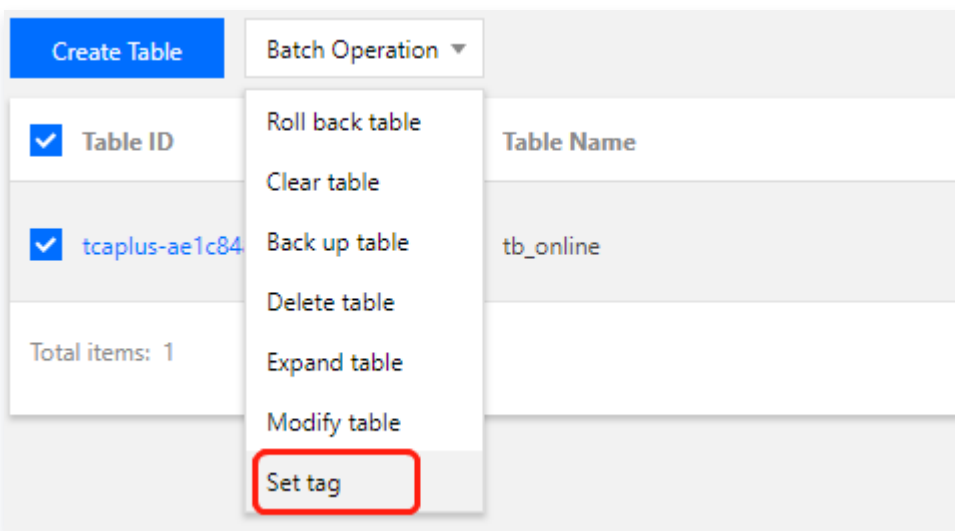 Create Table
Batch Operation
Roll back table
Table ID
Table Name
Clear table
tcaplus-ae1c84
Back up table
tb_online
Delete table
Total items: 1
Expand table
Modify table
Set tag